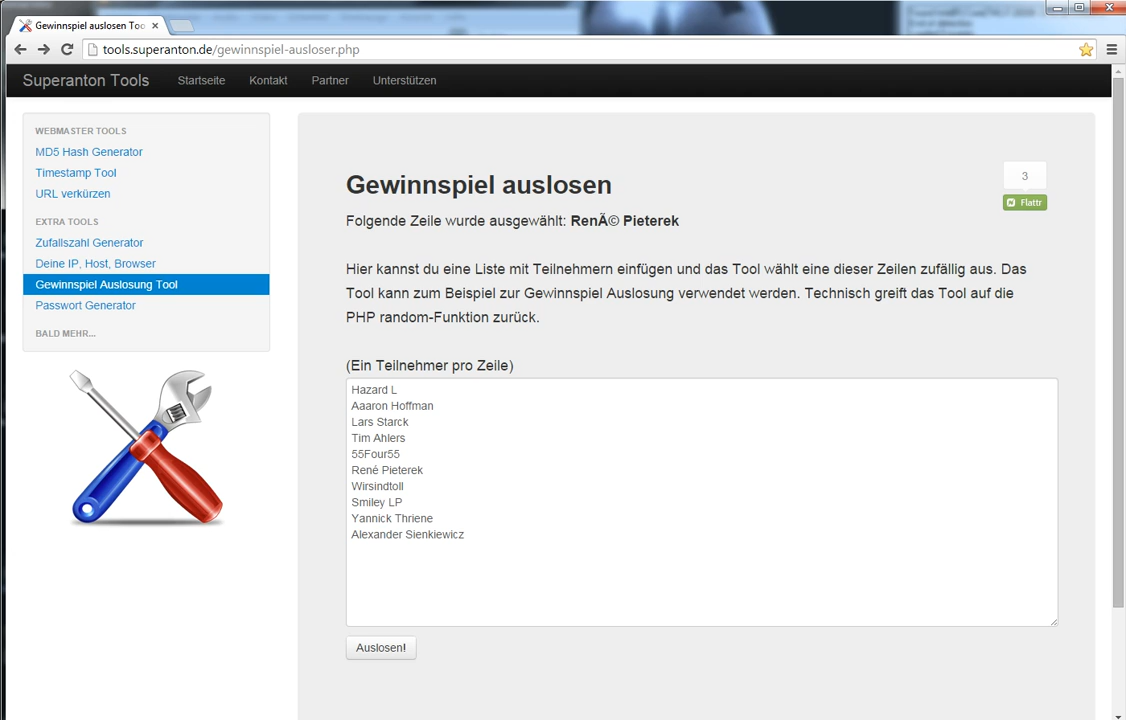 Gewinnspiel auslosen Too
tools.superanton.de/gewinnspiel-ausloser.php
Superanton Tools Startseite Kontakt Partner Unterstützen
WEBMASTER TOOLS
MD5 Hash Generator
Timestamp Tool
URL verkürzen
EXTRA TOOLS
Zufallszahl Generator
Deine IP, Host, Browser
Gewinnspiel Auslosung Tool
Passwort Generator
BALD MEHR...
Gewinnspiel auslosen
3
Flattr
Folgende Zeile wurde ausgewählt: RenÃ© Pieterek
Hier kannst du eine Liste mit Teilnehmern einfügen und das Tool wählt eine dieser Zeilen zufällig aus. Das
Tool kann zum Beispiel zur Gewinnspiel Auslosung verwendet werden. Technisch greift das Tool auf die
PHP random-Funktion zurück.
(Ein Teilnehmer pro Zeile)
Hazard L
Aaaron Hoffman
Lars Starck
Tim Ahlers
55Four55
René Pieterek
Wirsindtoll
Smiley LP
Yannick Thriene
Alexander Sienkiewicz
Auslosen!